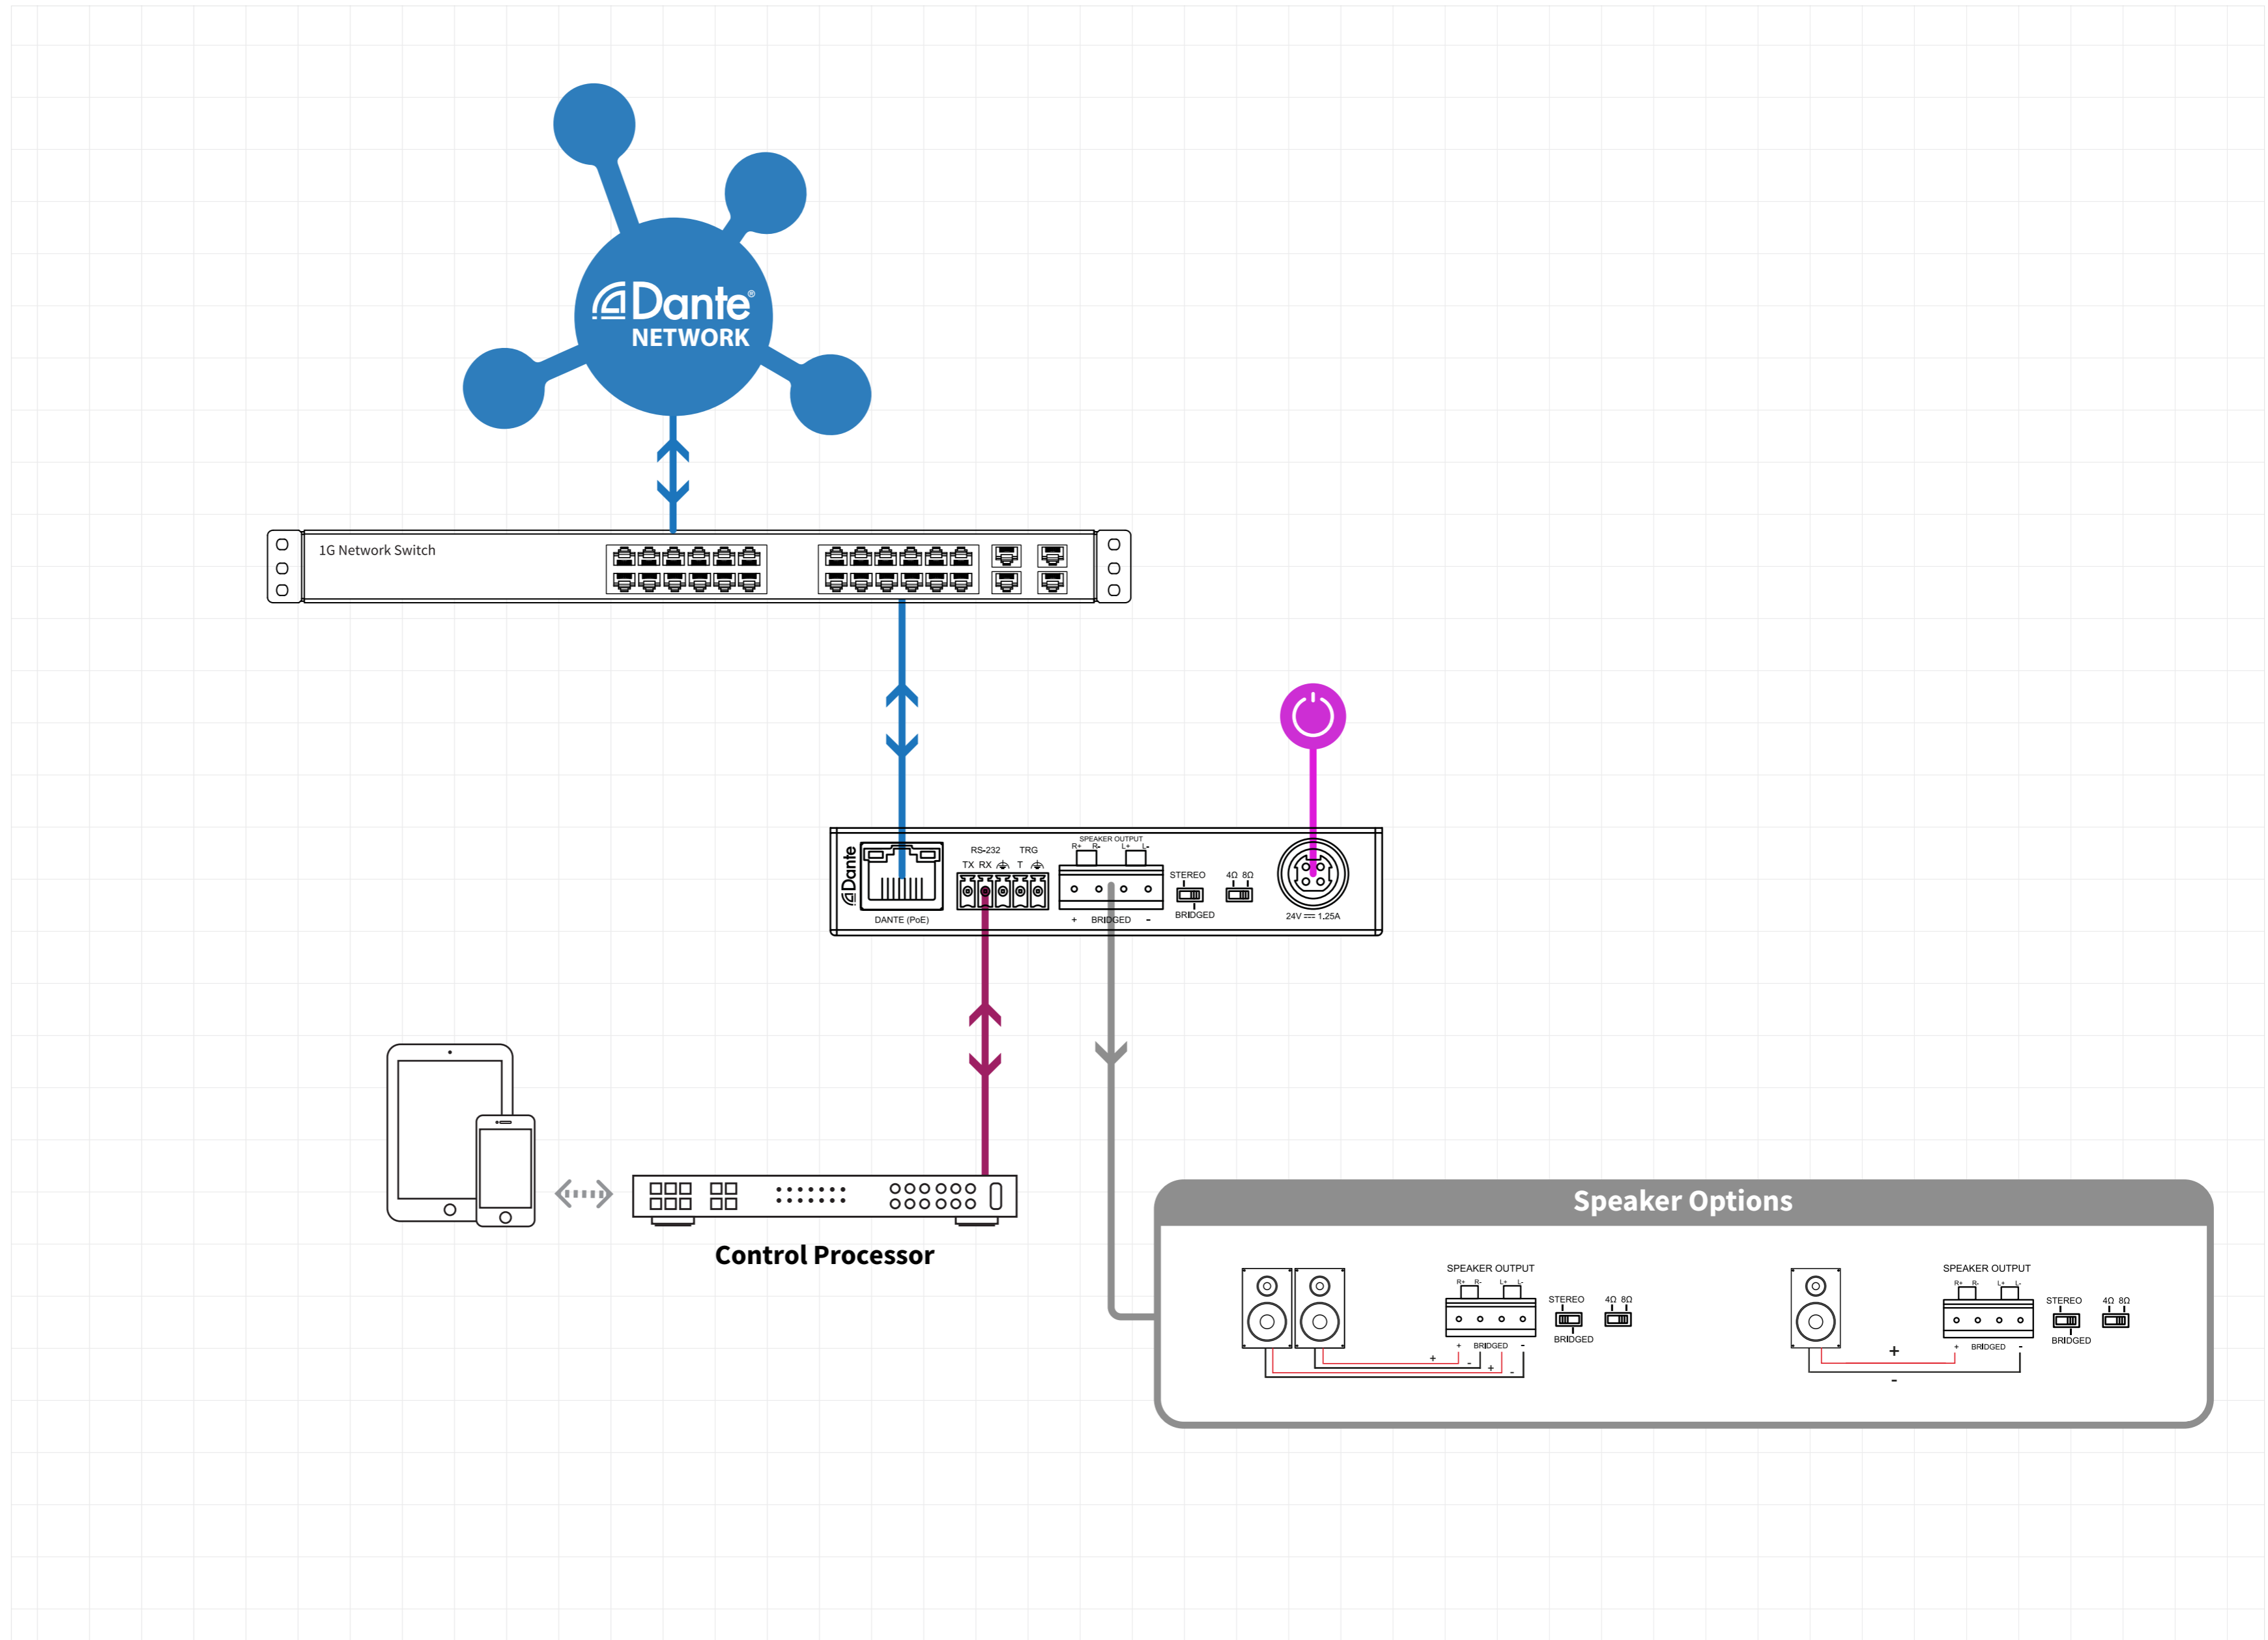 Dante®
NETWORK
1G Network Switch
Dante
DANTE (PoE)
RS-232 TRG
TX RX T
SPEAKER OUTPUT
R+ R- L+ L-
+ BRIDGED -
STEREO
BRIDGED
4Ω 8Ω
24V 1.25A
Control Processor
Speaker Options
SPEAKER OUTPUT
R+ R- L+ L-
STEREO
4Ω 8Ω
BRIDGED
+ BRIDGED -
+ - + -
SPEAKER OUTPUT
R+ R- L+ L-
STEREO
4Ω 8Ω
BRIDGED
+ BRIDGED -
+
-